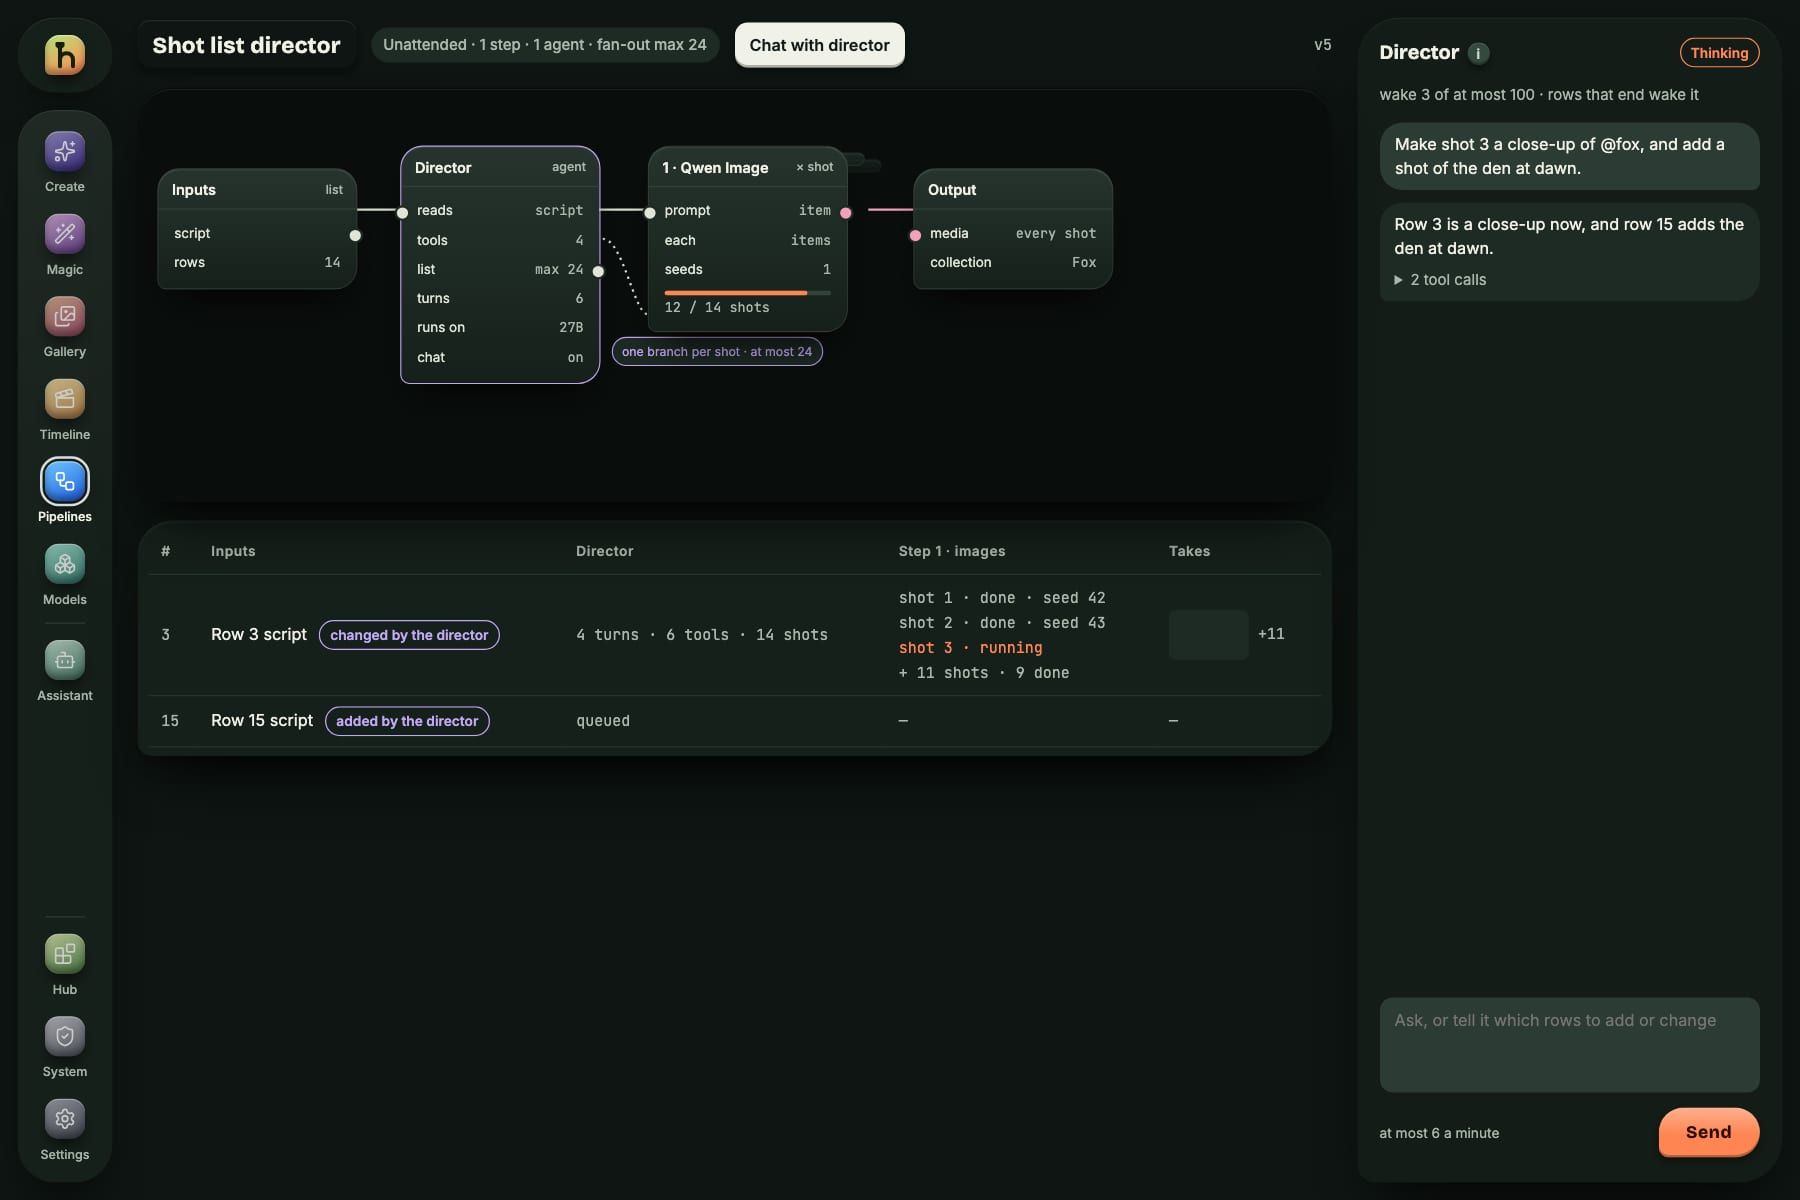 Shot list director
Unattended · 1 step · 1 agent · fan-out max 24
Chat with director
v5
Create
Magic
Gallery
Timeline
Pipelines
Models
Assistant
Hub
System
Settings
Inputs list
script
rows 14
Director agent
reads script
tools 4
list max 24
turns 6
runs on 27B
chat on
1 · Qwen Image × shot
prompt item
each items
seeds 1
12 / 14 shots
one branch per shot · at most 24
Output
media every shot
collection Fox
# Inputs Director Step 1 · images Takes
3 Row 3 script changed by the director 4 turns · 6 tools · 14 shots
shot 1 · done · seed 42
shot 2 · done · seed 43
shot 3 · running
+ 11 shots · 9 done
+11
15 Row 15 script added by the director queued — —
Director i Thinking
wake 3 of at most 100 · rows that end wake it
Make shot 3 a close-up of @fox, and add a
shot of the den at dawn.
Row 3 is a close-up now, and row 15 adds the
den at dawn.
2 tool calls
Ask, or tell it which rows to add or change
at most 6 a minute
Send